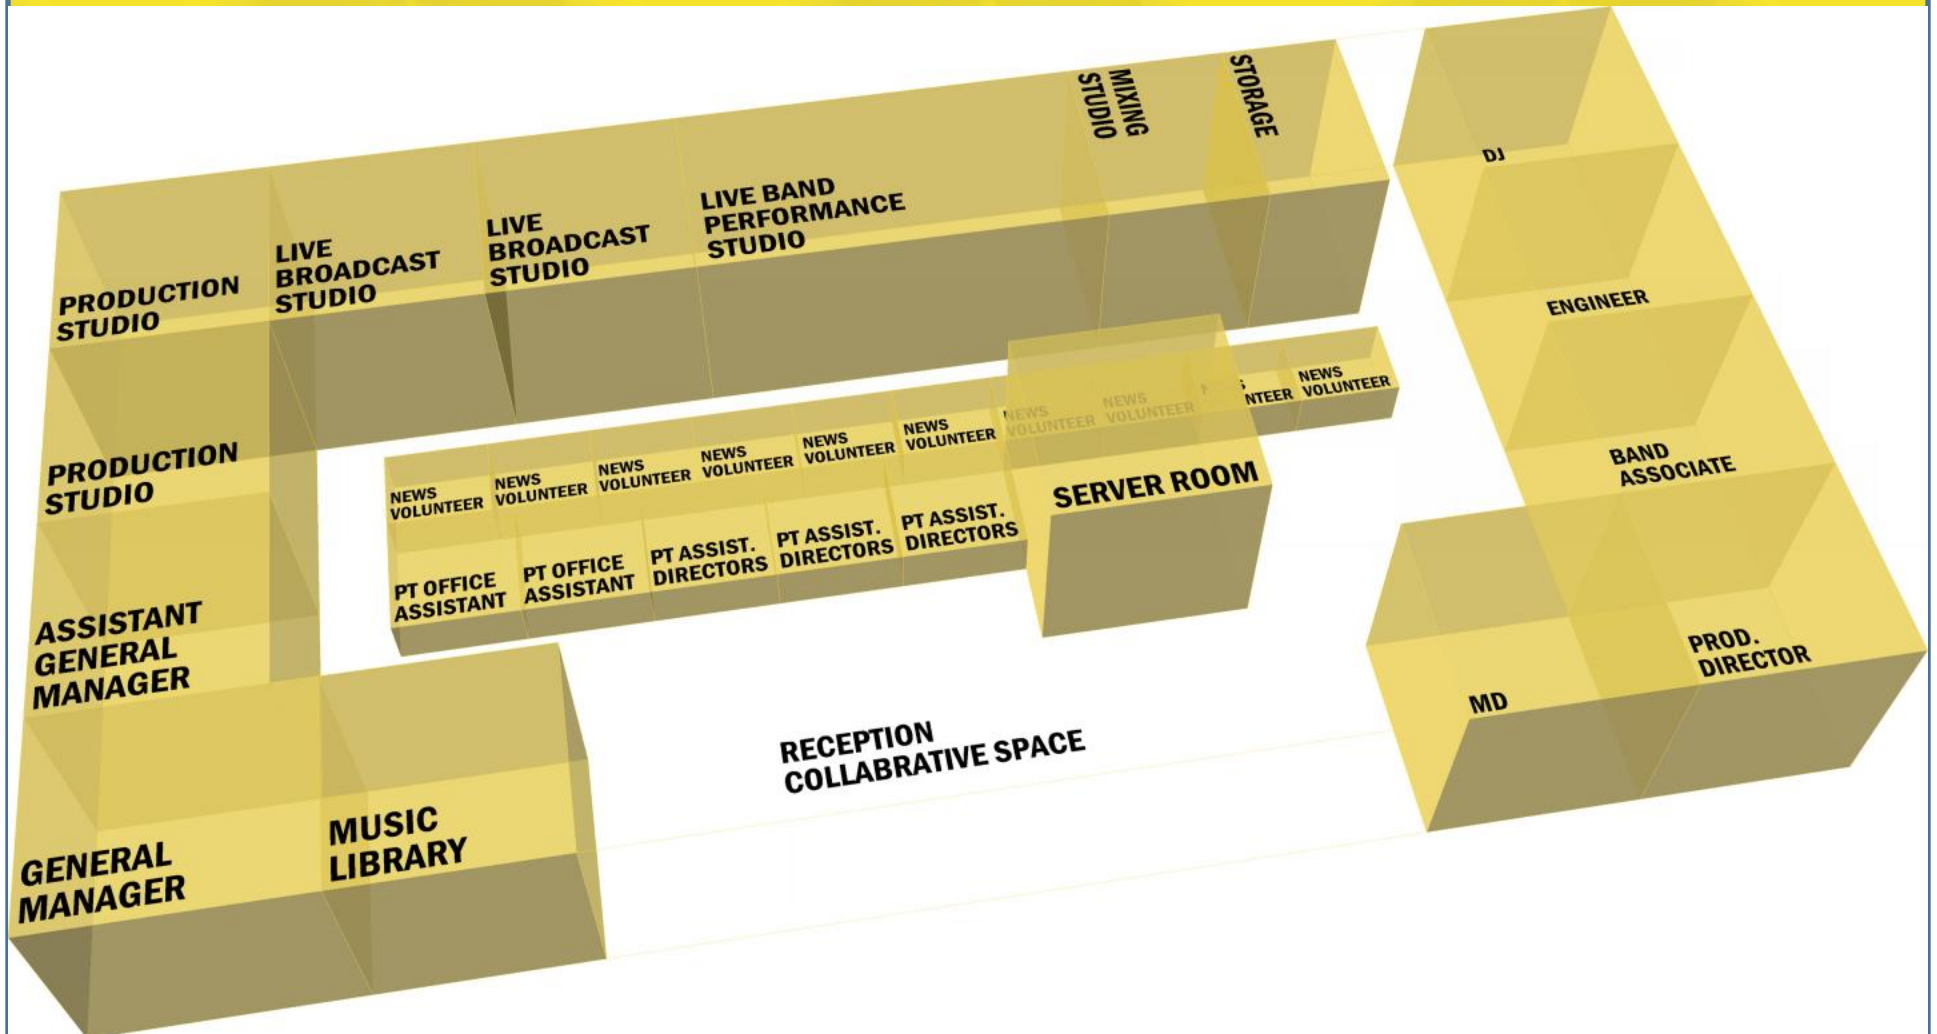 MIXING
STUDIO
STORAGE
DJ
LIVE BAND
PERFORMANCE
STUDIO
LIVE
BROADCAST
STUDIO
LIVE
BROADCAST
STUDIO
PRODUCTION
STUDIO
ENGINEER
PRODUCTION
STUDIO
NEWS
VOLUNTEER
NEWS
VOLUNTEER
NEWS
VOLUNTEER
NEWS
VOLUNTEER
NEWS
VOLUNTEER
NEWS
VOLUNTEER
NEWS
VOLUNTEER
NEWS
VOLUNTEER
NEWS
VOLUNTEER
SERVER ROOM
BAND
ASSOCIATE
PT OFFICE
ASSISTANT
PT OFFICE
ASSISTANT
PT ASSIST.
DIRECTORS
PT ASSIST.
DIRECTORS
PT ASSIST.
DIRECTORS
ASSISTANT
GENERAL
MANAGER
PROD.
DIRECTOR
MD
RECEPTION
COLLABRATIVE SPACE
MUSIC
LIBRARY
GENERAL
MANAGER